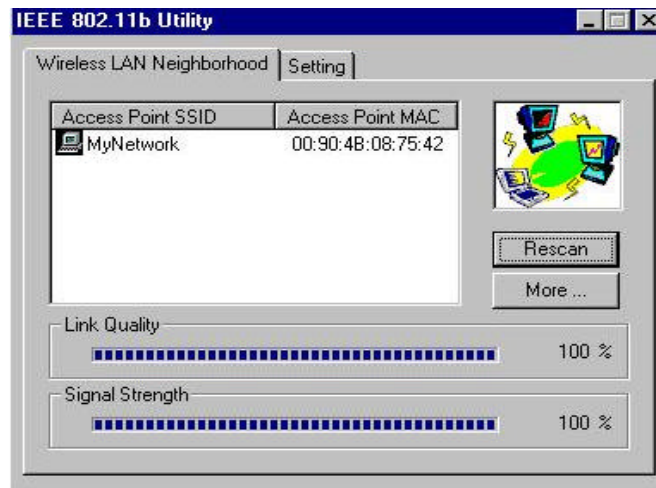 IEEE 802.11b Utility
Wireless LAN Neighborhood Setting
Access Point SSID Access Point MAC
MyNetwork 00:90:4B:08:75:42
Rescan
More ...
Link Quality
100 %
Signal Strength
100 %